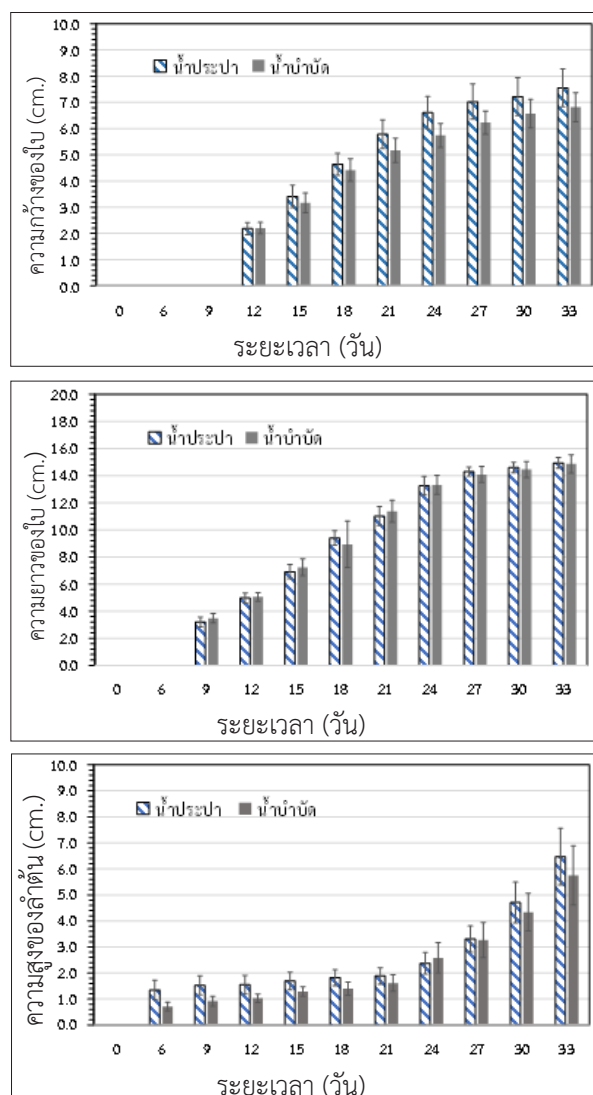 ความกว้างของใบ (cm.)
10.0
9.0
8.0
7.0
6.0
5.0
4.0
3.0
2.0
1.0
0.0
น้ำประปา น้ำบำบัด
0 6 9 12 15 18 21 24 27 30 33
ระยะเวลา (วัน)
ความยาวของใบ (cm.)
20.0
18.0
16.0
14.0
12.0
10.0
8.0
6.0
4.0
2.0
0.0
น้ำประปา น้ำบำบัด
0 6 9 12 15 18 21 24 27 30 33
ระยะเวลา (วัน)
ความสูงของลำต้น (cm.)
10.0
9.0
8.0
7.0
6.0
5.0
4.0
3.0
2.0
1.0
0.0
น้ำประปา น้ำบำบัด
0 6 9 12 15 18 21 24 27 30 33
ระยะเวลา (วัน)